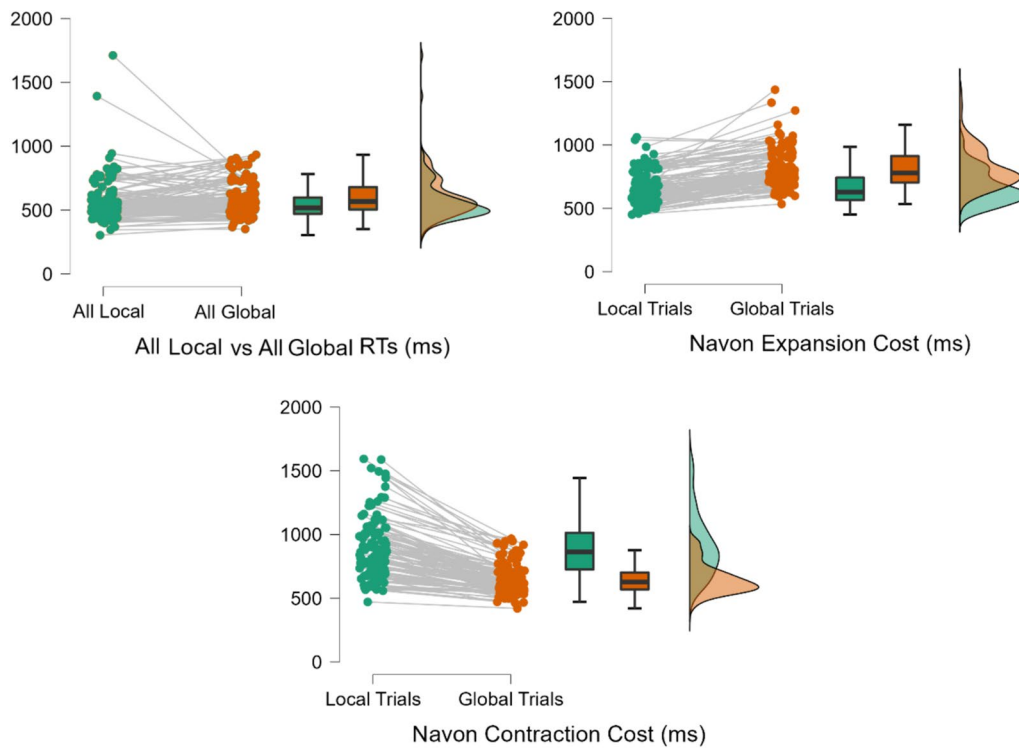 2000
1500
1000
500
0
All Local
All Global
All Local vs All Global RTs (ms)
2000
1500
1000
500
0
Local Trials
Global Trials
Navon Expansion Cost (ms)
2000
1500
1000
500
0
Local Trials
Global Trials
Navon Contraction Cost (ms)